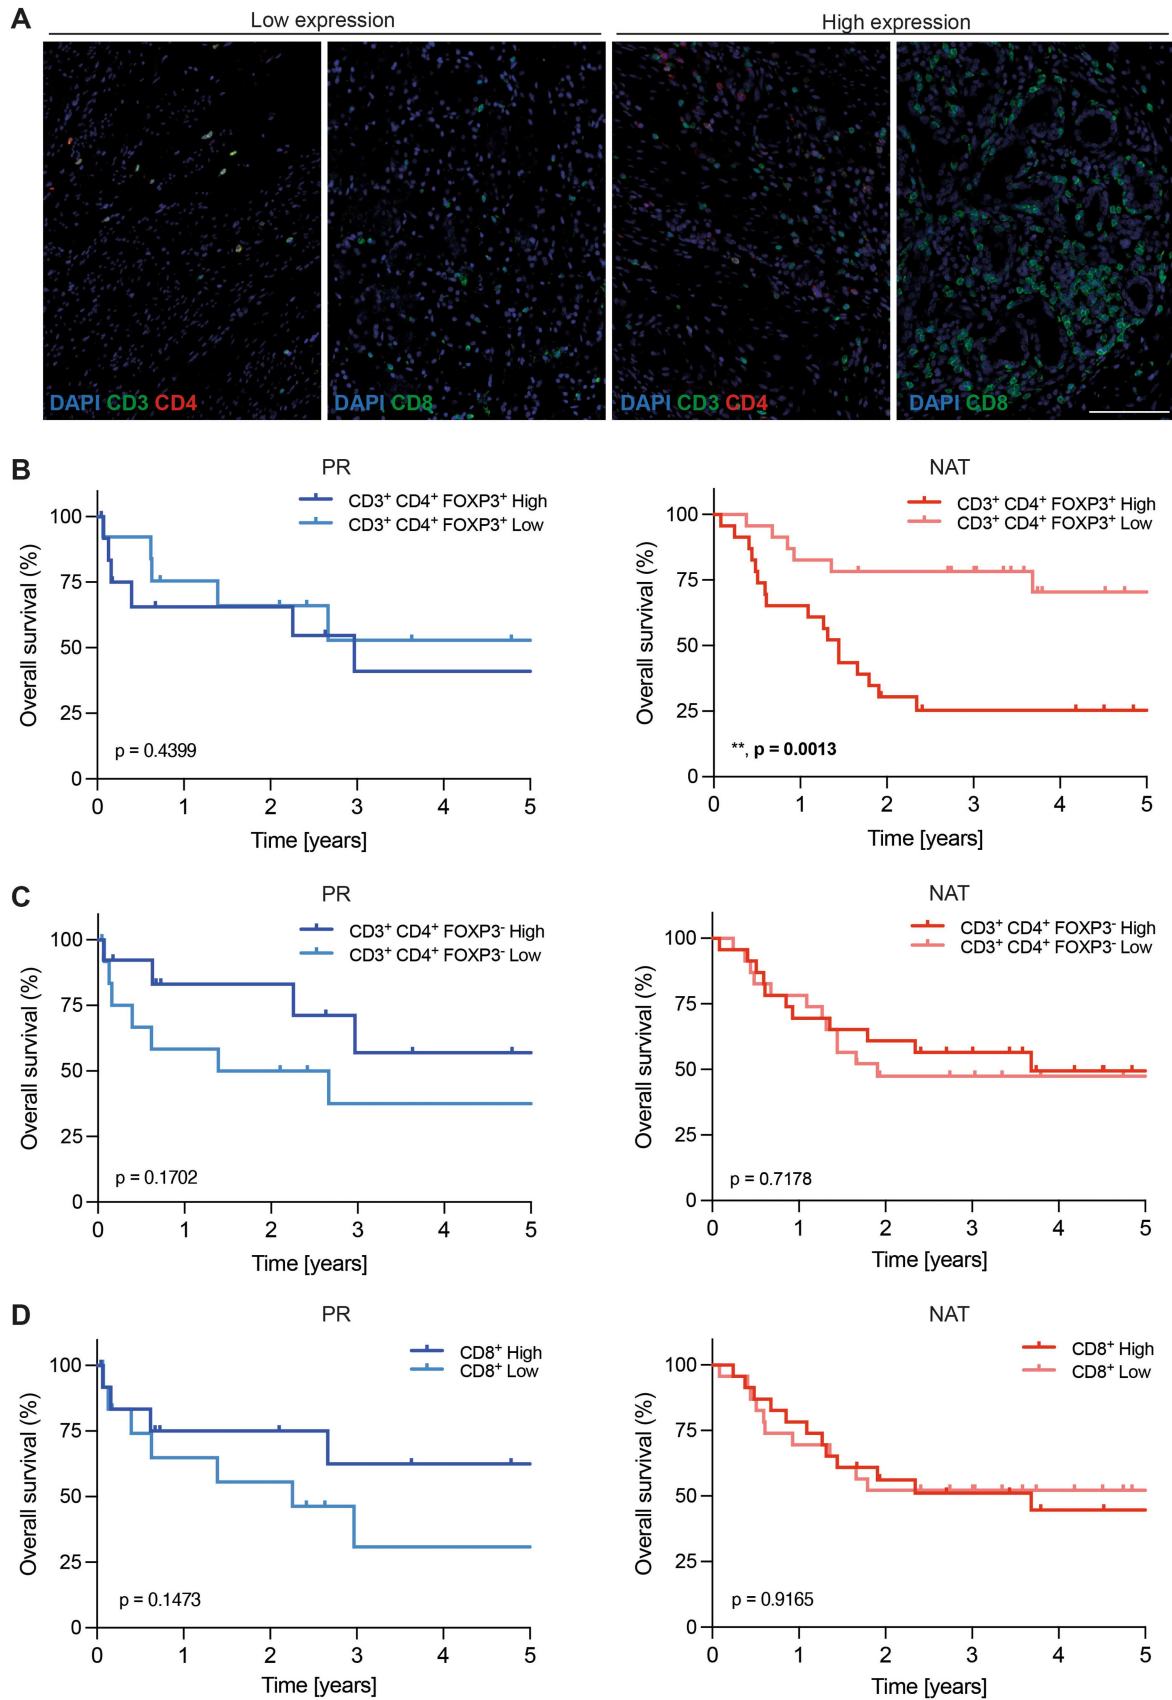 A
Low expression
High expression
DAPI CD3 CD4
DAPI CD8
DAPI CD3 CD4
DAPI CD8
B
PR
CD3⁺ CD4⁺ FOXP3⁺ High
CD3⁺ CD4⁺ FOXP3⁺ Low
Overall survival (%)
100
75
50
25
0
p = 0.4399
0 1 2 3 4 5
Time [years]
NAT
CD3⁺ CD4⁺ FOXP3⁺ High
CD3⁺ CD4⁺ FOXP3⁺ Low
Overall survival (%)
100
75
50
25
0
**, p = 0.0013
0 1 2 3 4 5
Time [years]
C
PR
CD3⁺ CD4⁺ FOXP3⁻ High
CD3⁺ CD4⁺ FOXP3⁻ Low
Overall survival (%)
100
75
50
25
0
p = 0.1702
0 1 2 3 4 5
Time [years]
NAT
CD3⁺ CD4⁺ FOXP3⁻ High
CD3⁺ CD4⁺ FOXP3⁻ Low
Overall survival (%)
100
75
50
25
0
p = 0.7178
0 1 2 3 4 5
Time [years]
D
PR
CD8⁺ High
CD8⁺ Low
Overall survival (%)
100
75
50
25
0
p = 0.1473
0 1 2 3 4 5
Time [years]
NAT
CD8⁺ High
CD8⁺ Low
Overall survival (%)
100
75
50
25
0
p = 0.9165
0 1 2 3 4 5
Time [years]